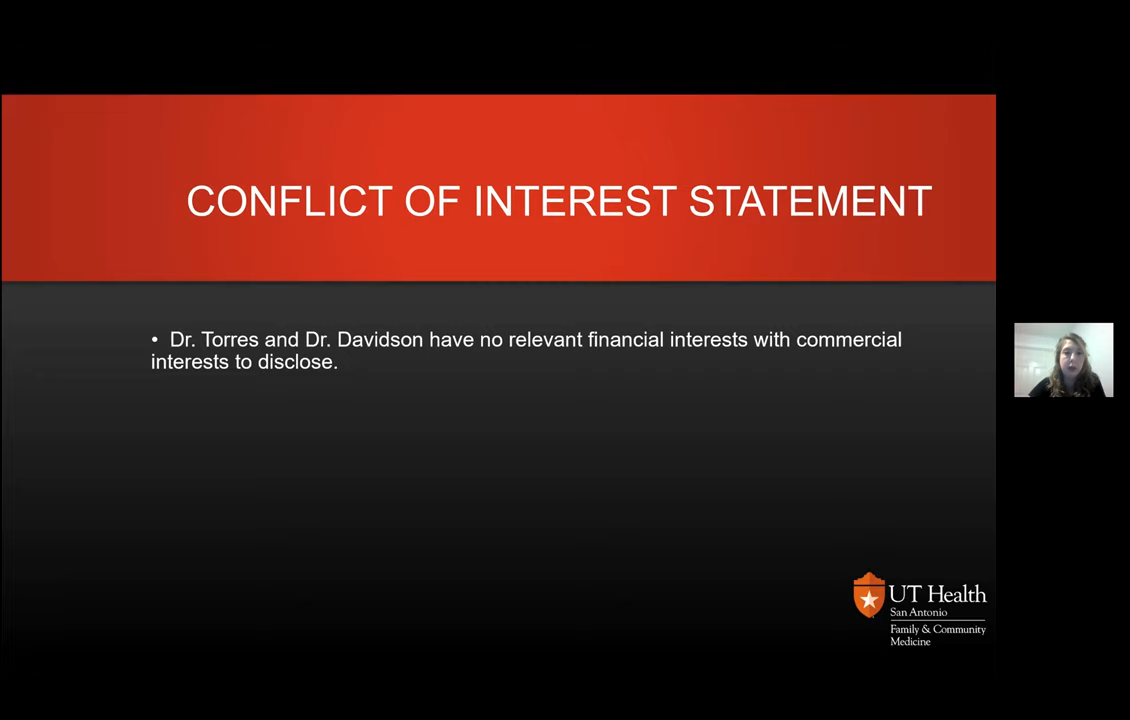 CONFLICT OF INTEREST STATEMENT
• Dr. Torres and Dr. Davidson have no relevant financial interests with commercial
interests to disclose.
UT Health
San Antonio
Family & Community
Medicine